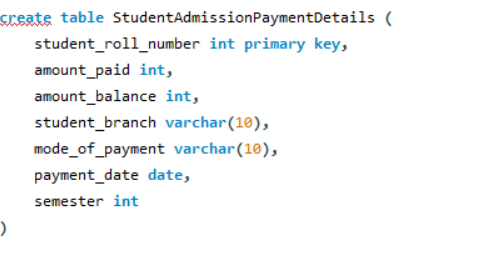 create table StudentAdmissionPaymentDetails (
student_roll_number int primary key,
amount_paid int,
amount_balance int,
student_branch varchar(10),
mode_of_payment varchar(10),
payment_date date,
semester int
)